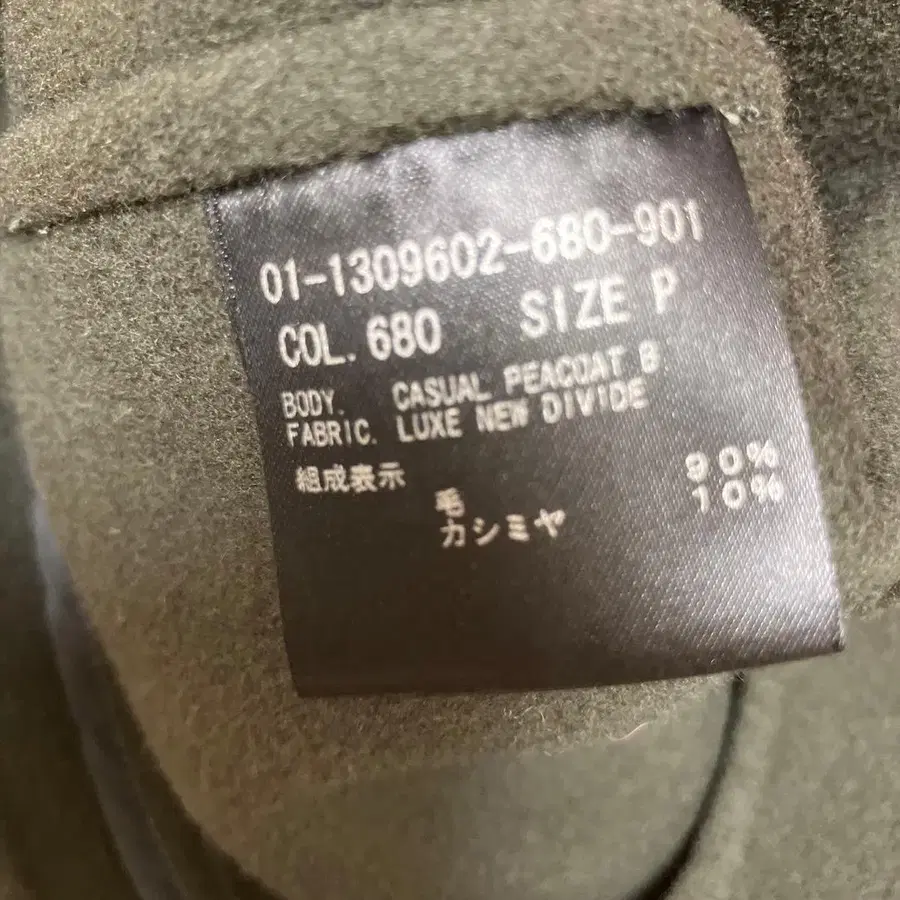 01-1309602-680-901
COL. 680 SIZE P
BODY. CASUAL PEACOAT B
FABRIC. LUXE NEW DIVIDE
組成表示
毛 90%
カシミヤ 10%